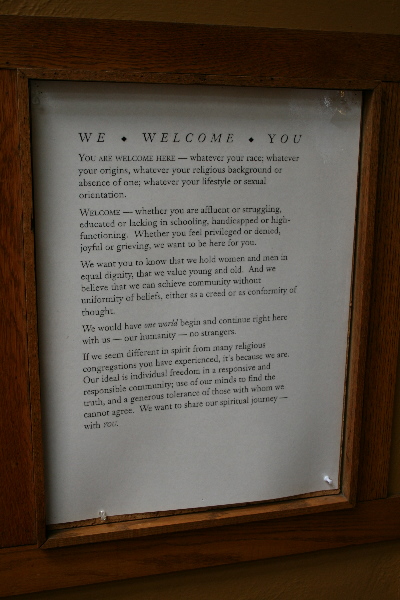 WE ◆ WELCOME ◆ YOU
YOU ARE WELCOME HERE — whatever your race; whatever
your origins, whatever your religious background or
absence of one; whatever your lifestyle or sexual
orientation.
WELCOME — whether you are affluent or struggling,
educated or lacking in schooling, handicapped or high-
functioning. Whether you feel privileged or denied,
joyful or grieving, we want to be here for you.
We want you to know that we hold women and men in
equal dignity, that we value young and old. And we
believe that we can achieve community without
uniformity of beliefs, either as a creed or as conformity of
thought.
We would have one world begin and continue right here
with us — our humanity — no strangers.
If we seem different in spirit from many religious
congregations you have experienced, it's because we are.
Our ideal is individual freedom in a responsive and
responsible community; use of our minds to find the
truth, and a generous tolerance of those with whom we
cannot agree. We want to share our spiritual journey —
with YOU.